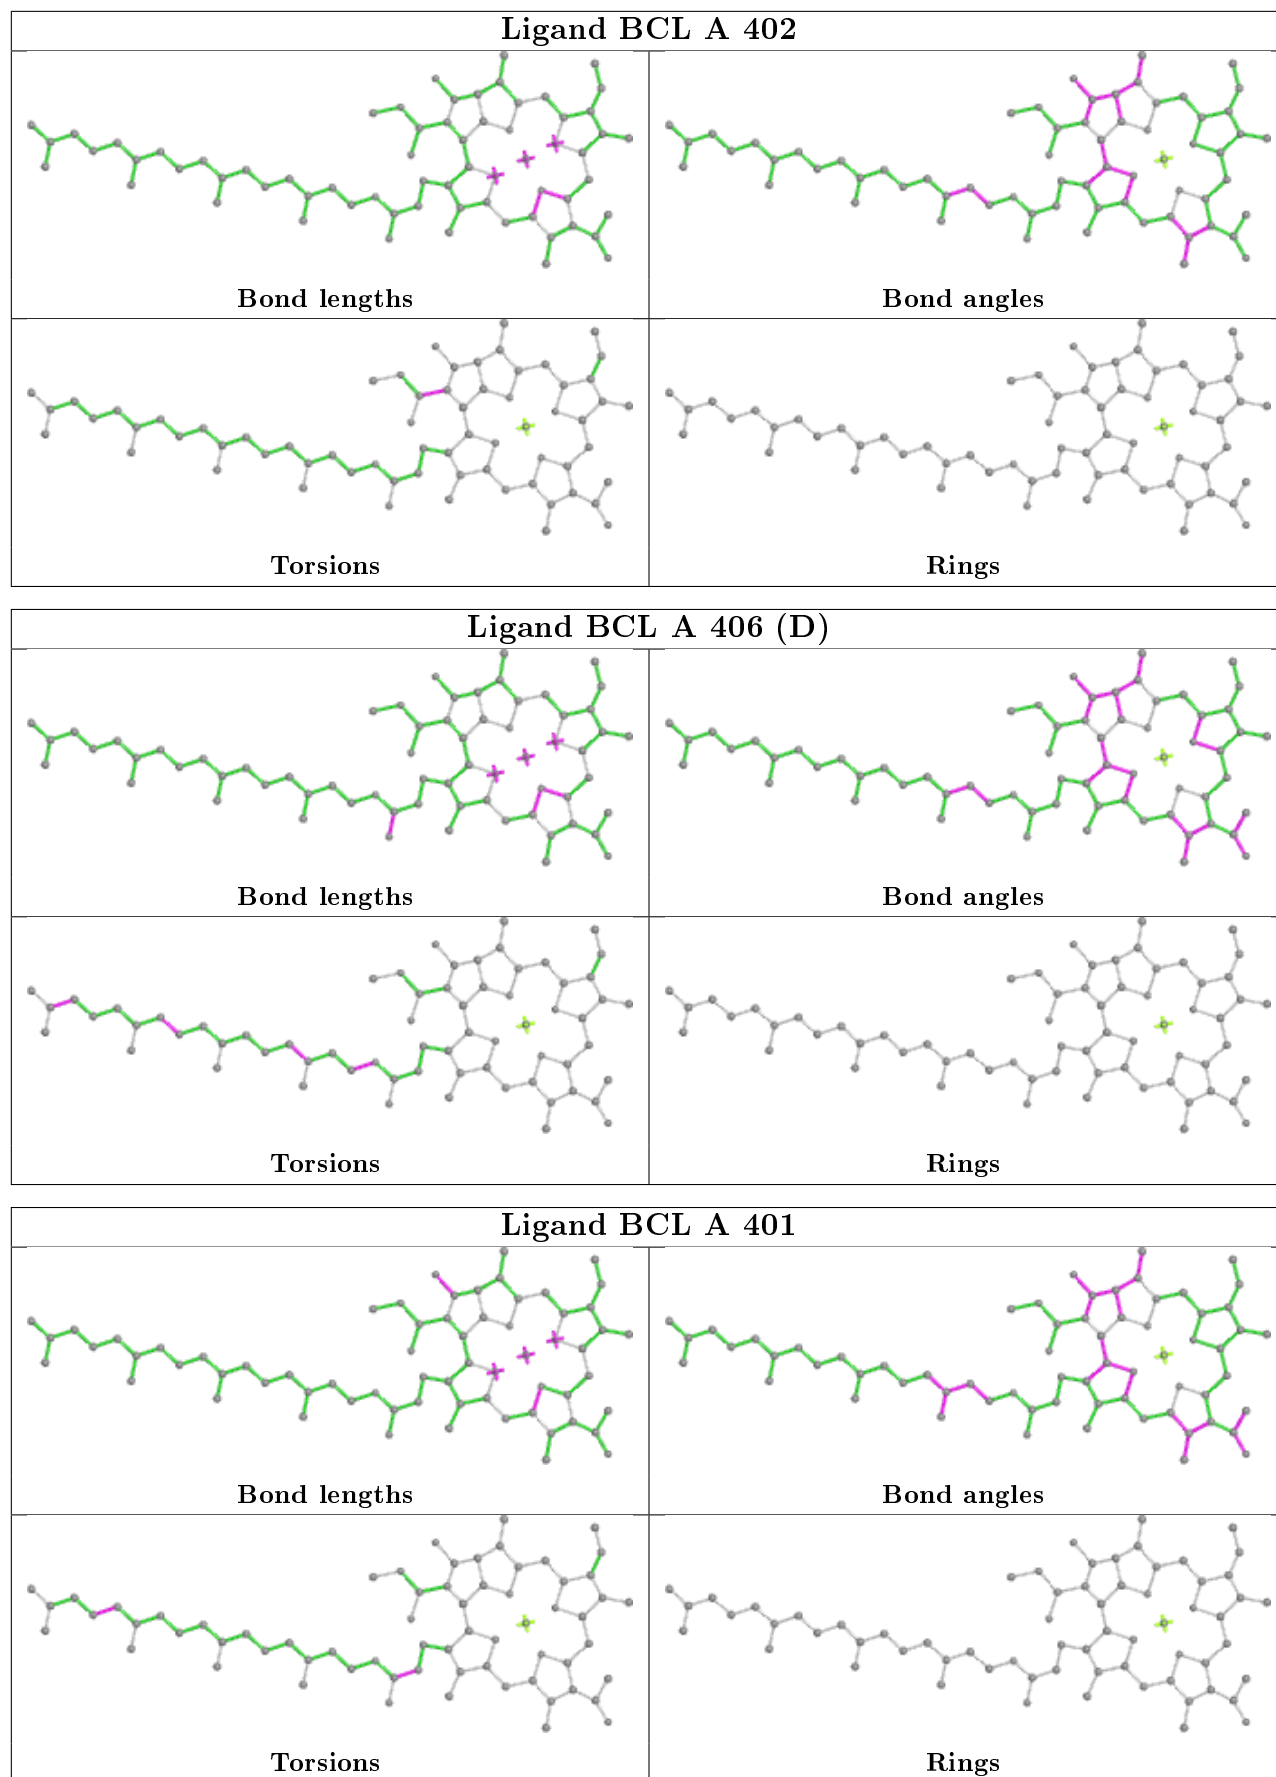 Ligand BCL A 402
Bond lengths
Bond angles
Torsions
Rings
Ligand BCL A 406 (D)
Bond lengths
Bond angles
Torsions
Rings
Ligand BCL A 401
Bond lengths
Bond angles
Torsions
Rings